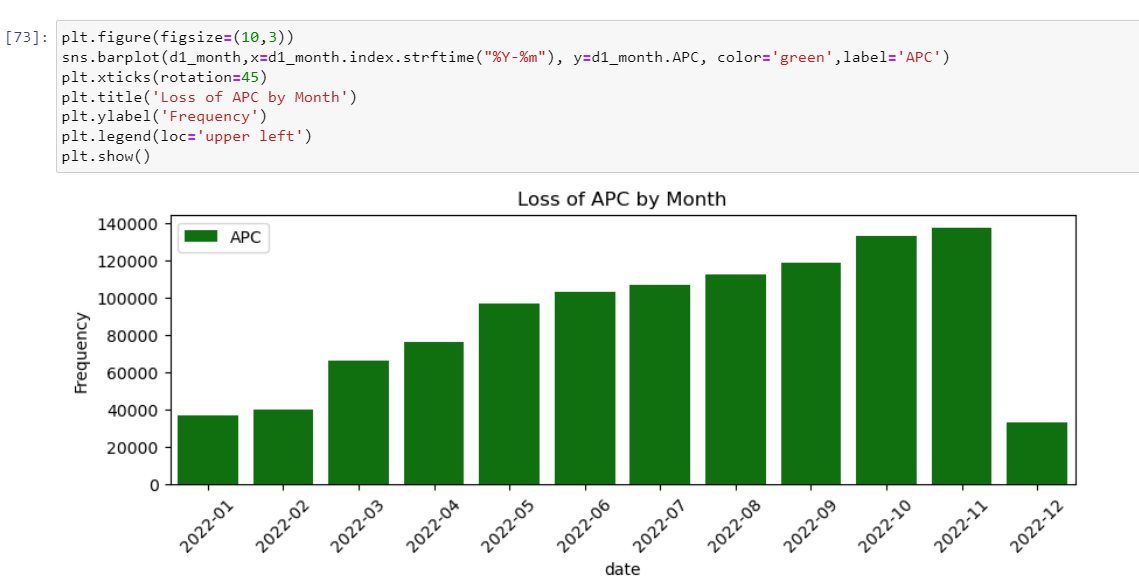 [73]: plt.figure(figsize=(10,3))
sns.barplot(d1_month,x=d1_month.index.strftime("%Y-%m"), y=d1_month.APC, color='green',label='APC')
plt.xticks(rotation=45)
plt.title('Loss of APC by Month')
plt.ylabel('Frequency')
plt.legend(loc='upper left')
plt.show()
Loss of APC by Month
APC
Frequency
140000
120000
100000
80000
60000
40000
20000
0
2022-01
2022-02
2022-03
2022-04
2022-05
2022-06
2022-07
2022-08
2022-09
2022-10
2022-11
2022-12
date